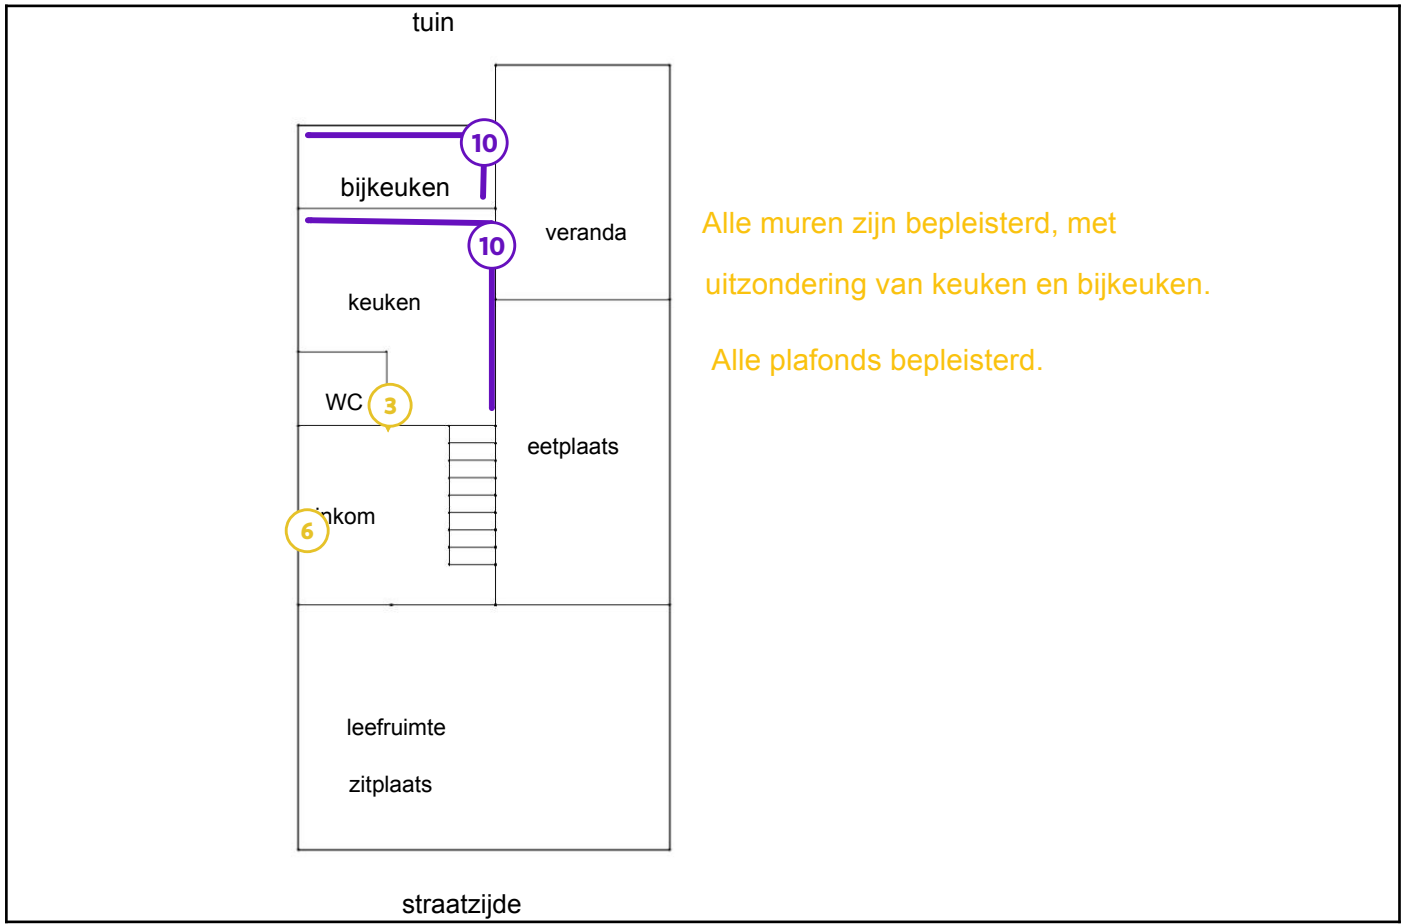 tuin
10
bijkeuken
10
veranda
Alle muren zijn bepleisterd, met
uitzondering van keuken en bijkeuken.
keuken
Alle plafonds bepleisterd.
WC
3
eetplaats
inkom
6
leefruimte
zitplaats
straatzijde